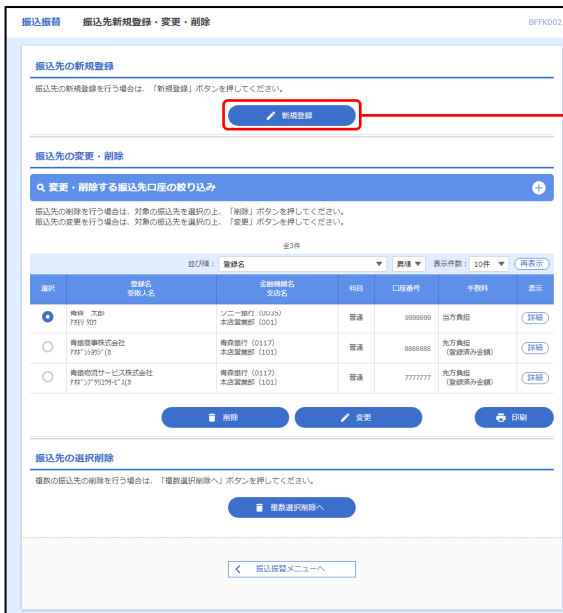 振込振替 振込先新規登録・変更・削除 BFFK002
振込先の新規登録
振込先の新規登録を行う場合は、「新規登録」ボタンを押してください。
新規登録
振込先の変更・削除
変更・削除する振込先口座の絞り込み
振込先の削除を行う場合は、対象の振込先を選択の上、「削除」ボタンを押してください。
振込先の変更を行う場合は、対象の振込先を選択の上、「変更」ボタンを押してください。
全3件
並び順： 登録名 昇順 表示件数： 10件 再表示
選択 登録名 金融機関名 科目 口座番号 手数料 表示
受取人名 支店名
青森 太郎 ソニー銀行（0035） 普通 9999999 当方負担 詳細
ｱｵﾓﾘ ﾀﾛｳ 本店営業部（001）
青銀商事株式会社 青森銀行（0117） 普通 8888888 先方負担 詳細
ｱｵｷﾞﾝｼﾖｳｼﾞ(ｶ 本店営業部（101） （登録済み金額）
青銀物流サービス株式会社 青森銀行（0117） 普通 7777777 先方負担 詳細
ｱｵｷﾞﾝﾌﾞﾂﾘﾕｳｻ-ﾋﾞｽ(ｶ 本店営業部（101） （登録済み金額）
削除 変更 印刷
振込先の選択削除
複数の振込先の削除を行う場合は、「複数選択削除へ」ボタンを押してください。
複数選択削除へ
振込振替メニューへ